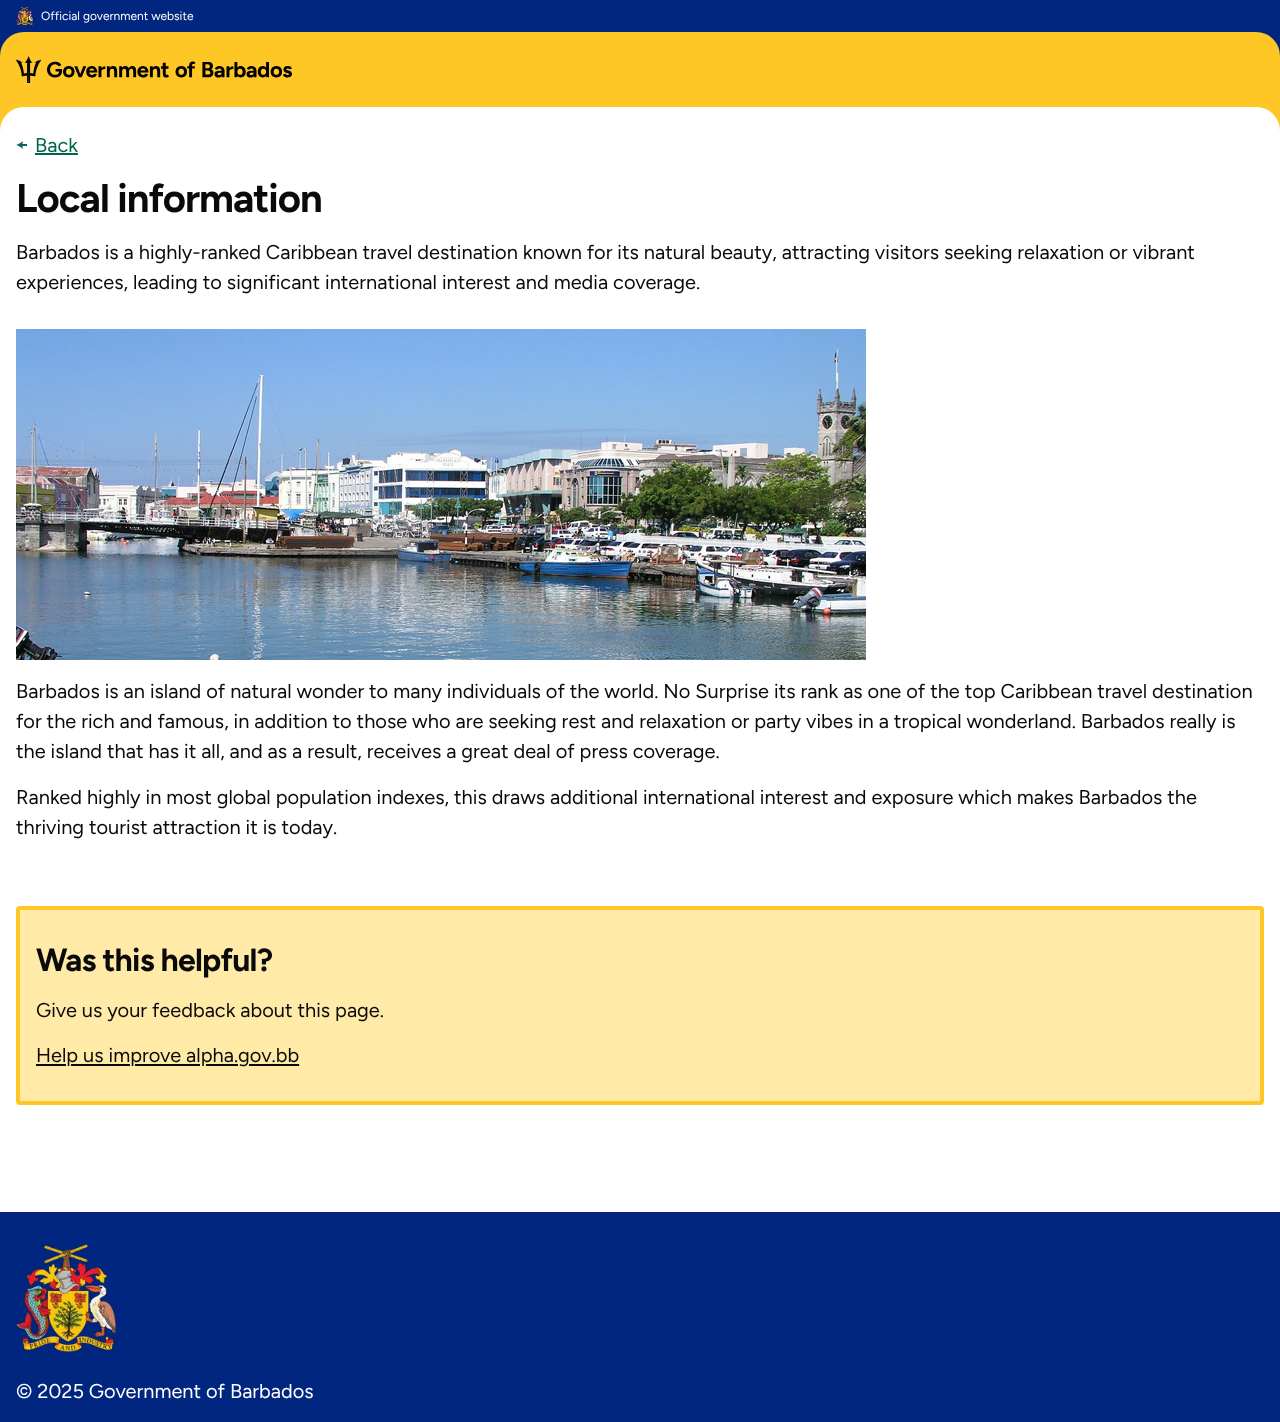 Official government website
Government of Barbados
Back
Local information
Barbados is a highly-ranked Caribbean travel destination known for its natural beauty, attracting visitors seeking relaxation or vibrant
experiences, leading to significant international interest and media coverage.
Barbados is an island of natural wonder to many individuals of the world. No Surprise its rank as one of the top Caribbean travel destination
for the rich and famous, in addition to those who are seeking rest and relaxation or party vibes in a tropical wonderland. Barbados really is
the island that has it all, and as a result, receives a great deal of press coverage.
Ranked highly in most global population indexes, this draws additional international interest and exposure which makes Barbados the
thriving tourist attraction it is today.
Was this helpful?
Give us your feedback about this page.
Help us improve alpha.gov.bb
PRIDE AND INDUSTRY
© 2025 Government of Barbados